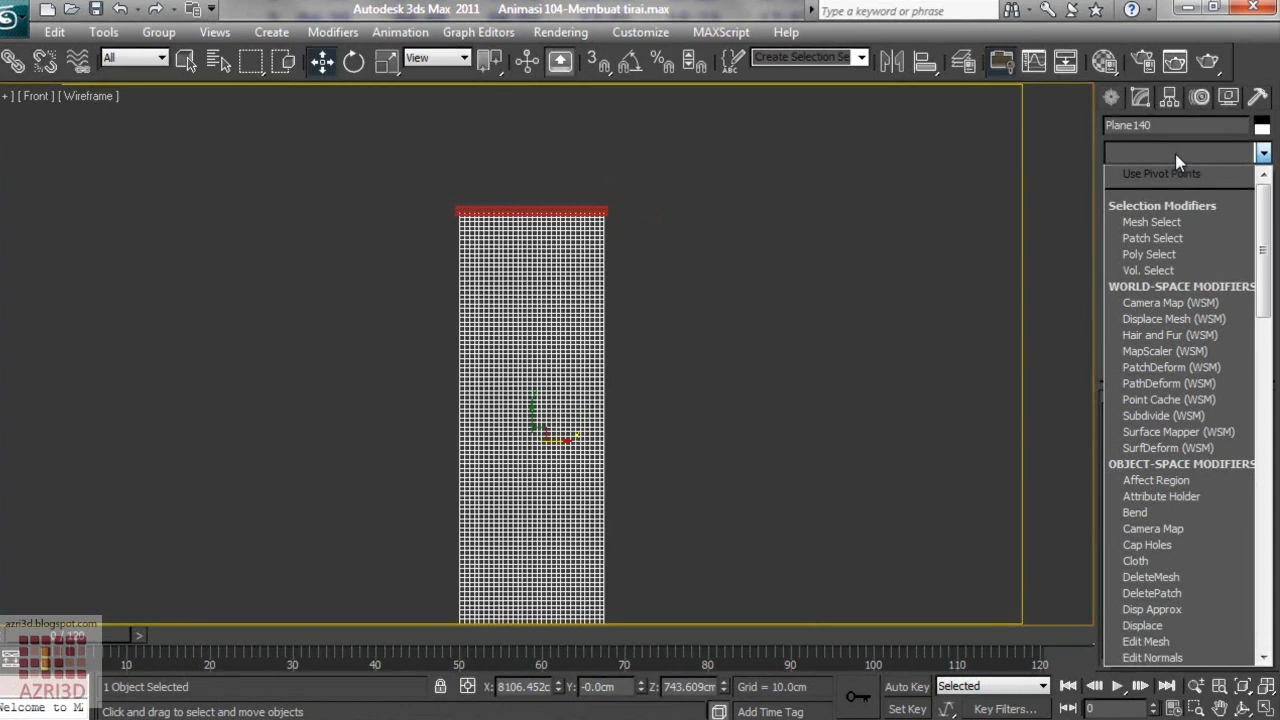 Autodesk 3ds Max 2011 Animasi 104-Membuat tirai.max
Type a keyword or phrase
Edit Tools Group Views Create Modifiers Animation Graph Editors Rendering Customize MAXScript Help
All
View
3
Create Selection Se
+ ] [ Front ] [ Wireframe ]
Plane140
Use Pivot Points
Selection Modifiers
Mesh Select
Patch Select
Poly Select
Vol. Select
WORLD-SPACE MODIFIERS
Camera Map (WSM)
Displace Mesh (WSM)
Hair and Fur (WSM)
MapScaler (WSM)
PatchDeform (WSM)
PathDeform (WSM)
Point Cache (WSM)
Subdivide (WSM)
Surface Mapper (WSM)
SurfDeform (WSM)
OBJECT-SPACE MODIFIERS
Affect Region
Attribute Holder
Bend
Camera Map
Cap Holes
Cloth
DeleteMesh
DeletePatch
Disp Approx
Displace
Edit Mesh
Edit Normals
azri3d.blogspot.com
0 / 120
10 20 30 40 50 60 70 80 90 100 110 120
AZRI3D
1 Object Selected
X: 8106.452c Y: -0.0cm Z: 743.609cm Grid = 10.0cm
Auto Key Selected
Welcome to M
Click and drag to select and move objects
Add Time Tag
Set Key Key Filters...
0